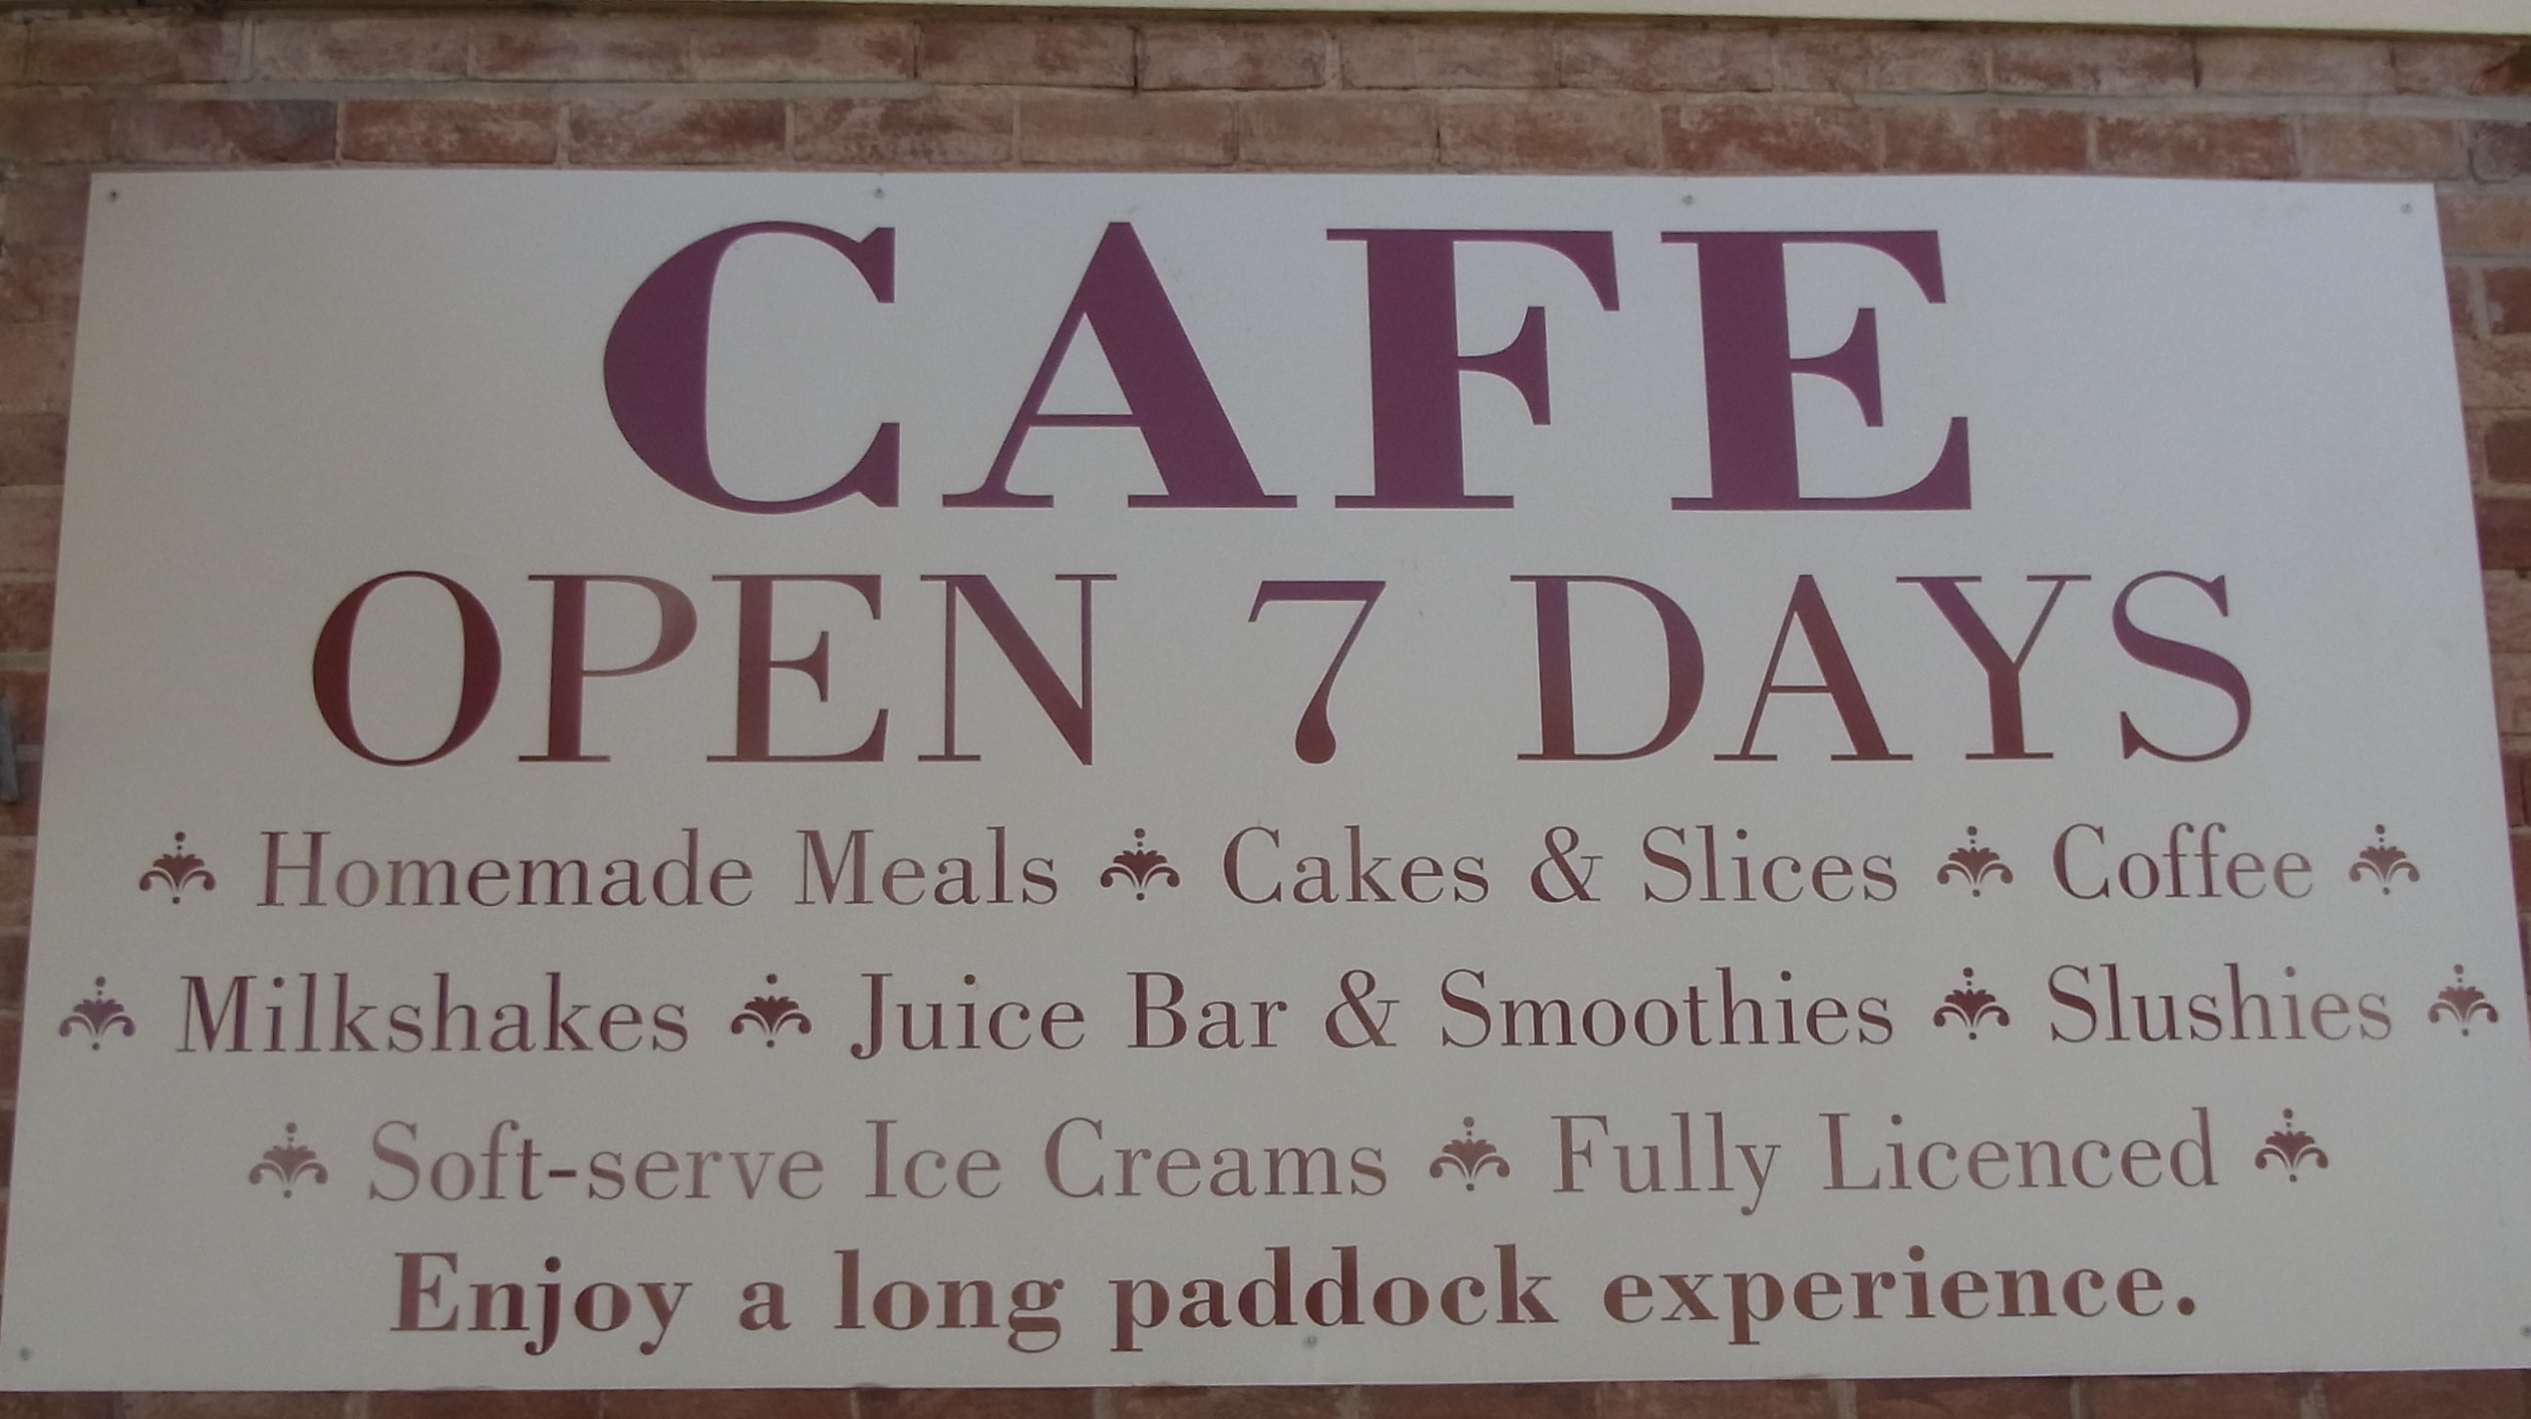 CAFE
OPEN 7 DAYS
Homemade Meals Cakes & Slices Coffee
Milkshakes Juice Bar & Smoothies Slushies
Soft-serve Ice Creams Fully Licenced
Enjoy a long paddock experience.